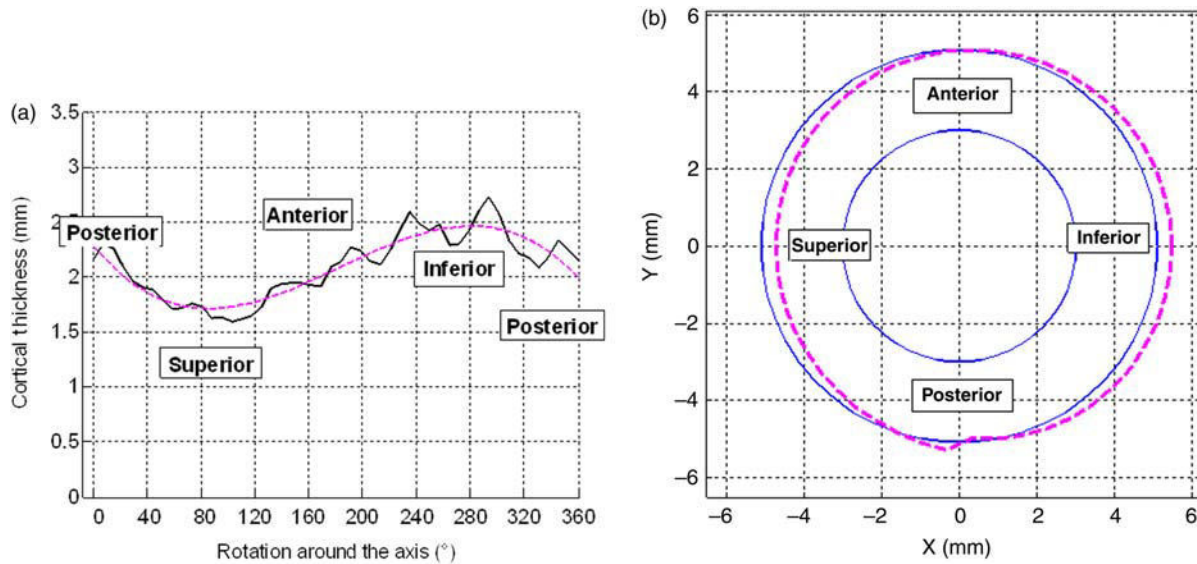 (a)
3.5
3
2.5
2
1.5
1
0.5
0
Cortical thickness (mm)
Posterior
Anterior
Inferior
Superior
Posterior
0 40 80 120 160 200 240 280 320 360
Rotation around the axis (°)
(b)
6
4
2
0
−2
−4
−6
Y (mm)
Anterior
Superior
Inferior
Posterior
−6 −4 −2 0 2 4 6
X (mm)